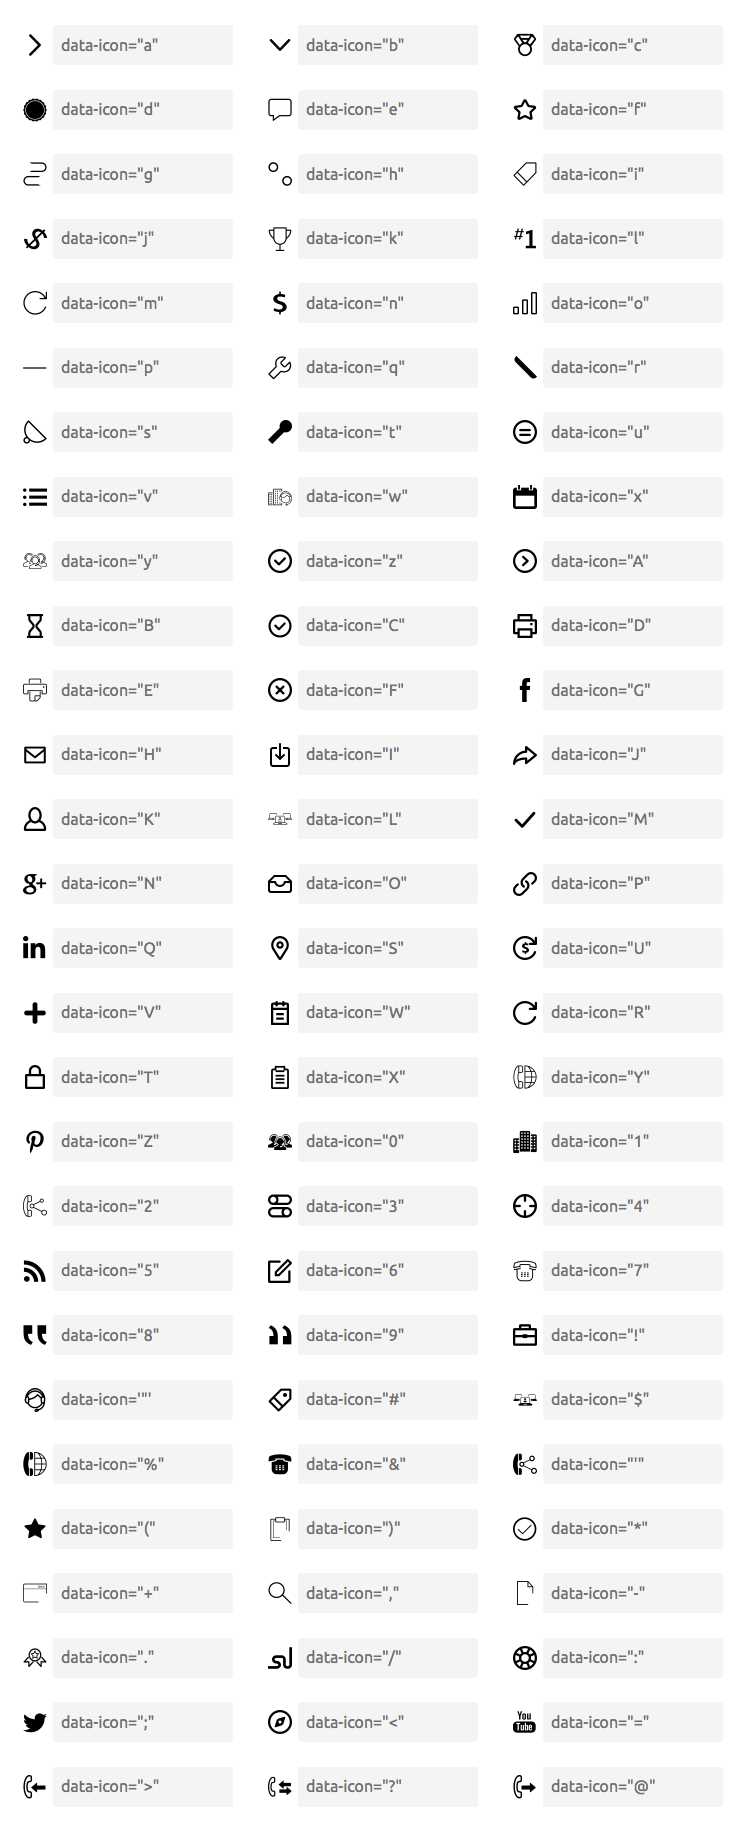 data-icon="a" data-icon="b" data-icon="c"
data-icon="d" data-icon="e" data-icon="f"
data-icon="g" data-icon="h" data-icon="i"
data-icon="j" data-icon="k" #1 data-icon="l"
data-icon="m" $ data-icon="n" data-icon="o"
data-icon="p" data-icon="q" data-icon="r"
data-icon="s" data-icon="t" data-icon="u"
data-icon="v" data-icon="w" data-icon="x"
data-icon="y" data-icon="z" data-icon="A"
data-icon="B" data-icon="C" data-icon="D"
data-icon="E" data-icon="F" f data-icon="G"
data-icon="H" data-icon="I" data-icon="J"
data-icon="K" data-icon="L" data-icon="M"
g+ data-icon="N" data-icon="O" data-icon="P"
in data-icon="Q" data-icon="S" $ data-icon="U"
data-icon="V" data-icon="W" data-icon="R"
data-icon="T" data-icon="X" data-icon="Y"
data-icon="Z" data-icon="0" data-icon="1"
data-icon="2" data-icon="3" data-icon="4"
data-icon="5" data-icon="6" data-icon="7"
data-icon="8" data-icon="9" data-icon="!"
data-icon='"' data-icon="#" data-icon="$"
data-icon="%" data-icon="&" data-icon="'"
data-icon="(" data-icon=")" data-icon="*"
data-icon="+" data-icon="," data-icon="-"
data-icon="." data-icon="/" data-icon=":"
data-icon=";" data-icon="<" You Tube data-icon="="
data-icon=">" data-icon="?" data-icon="@"